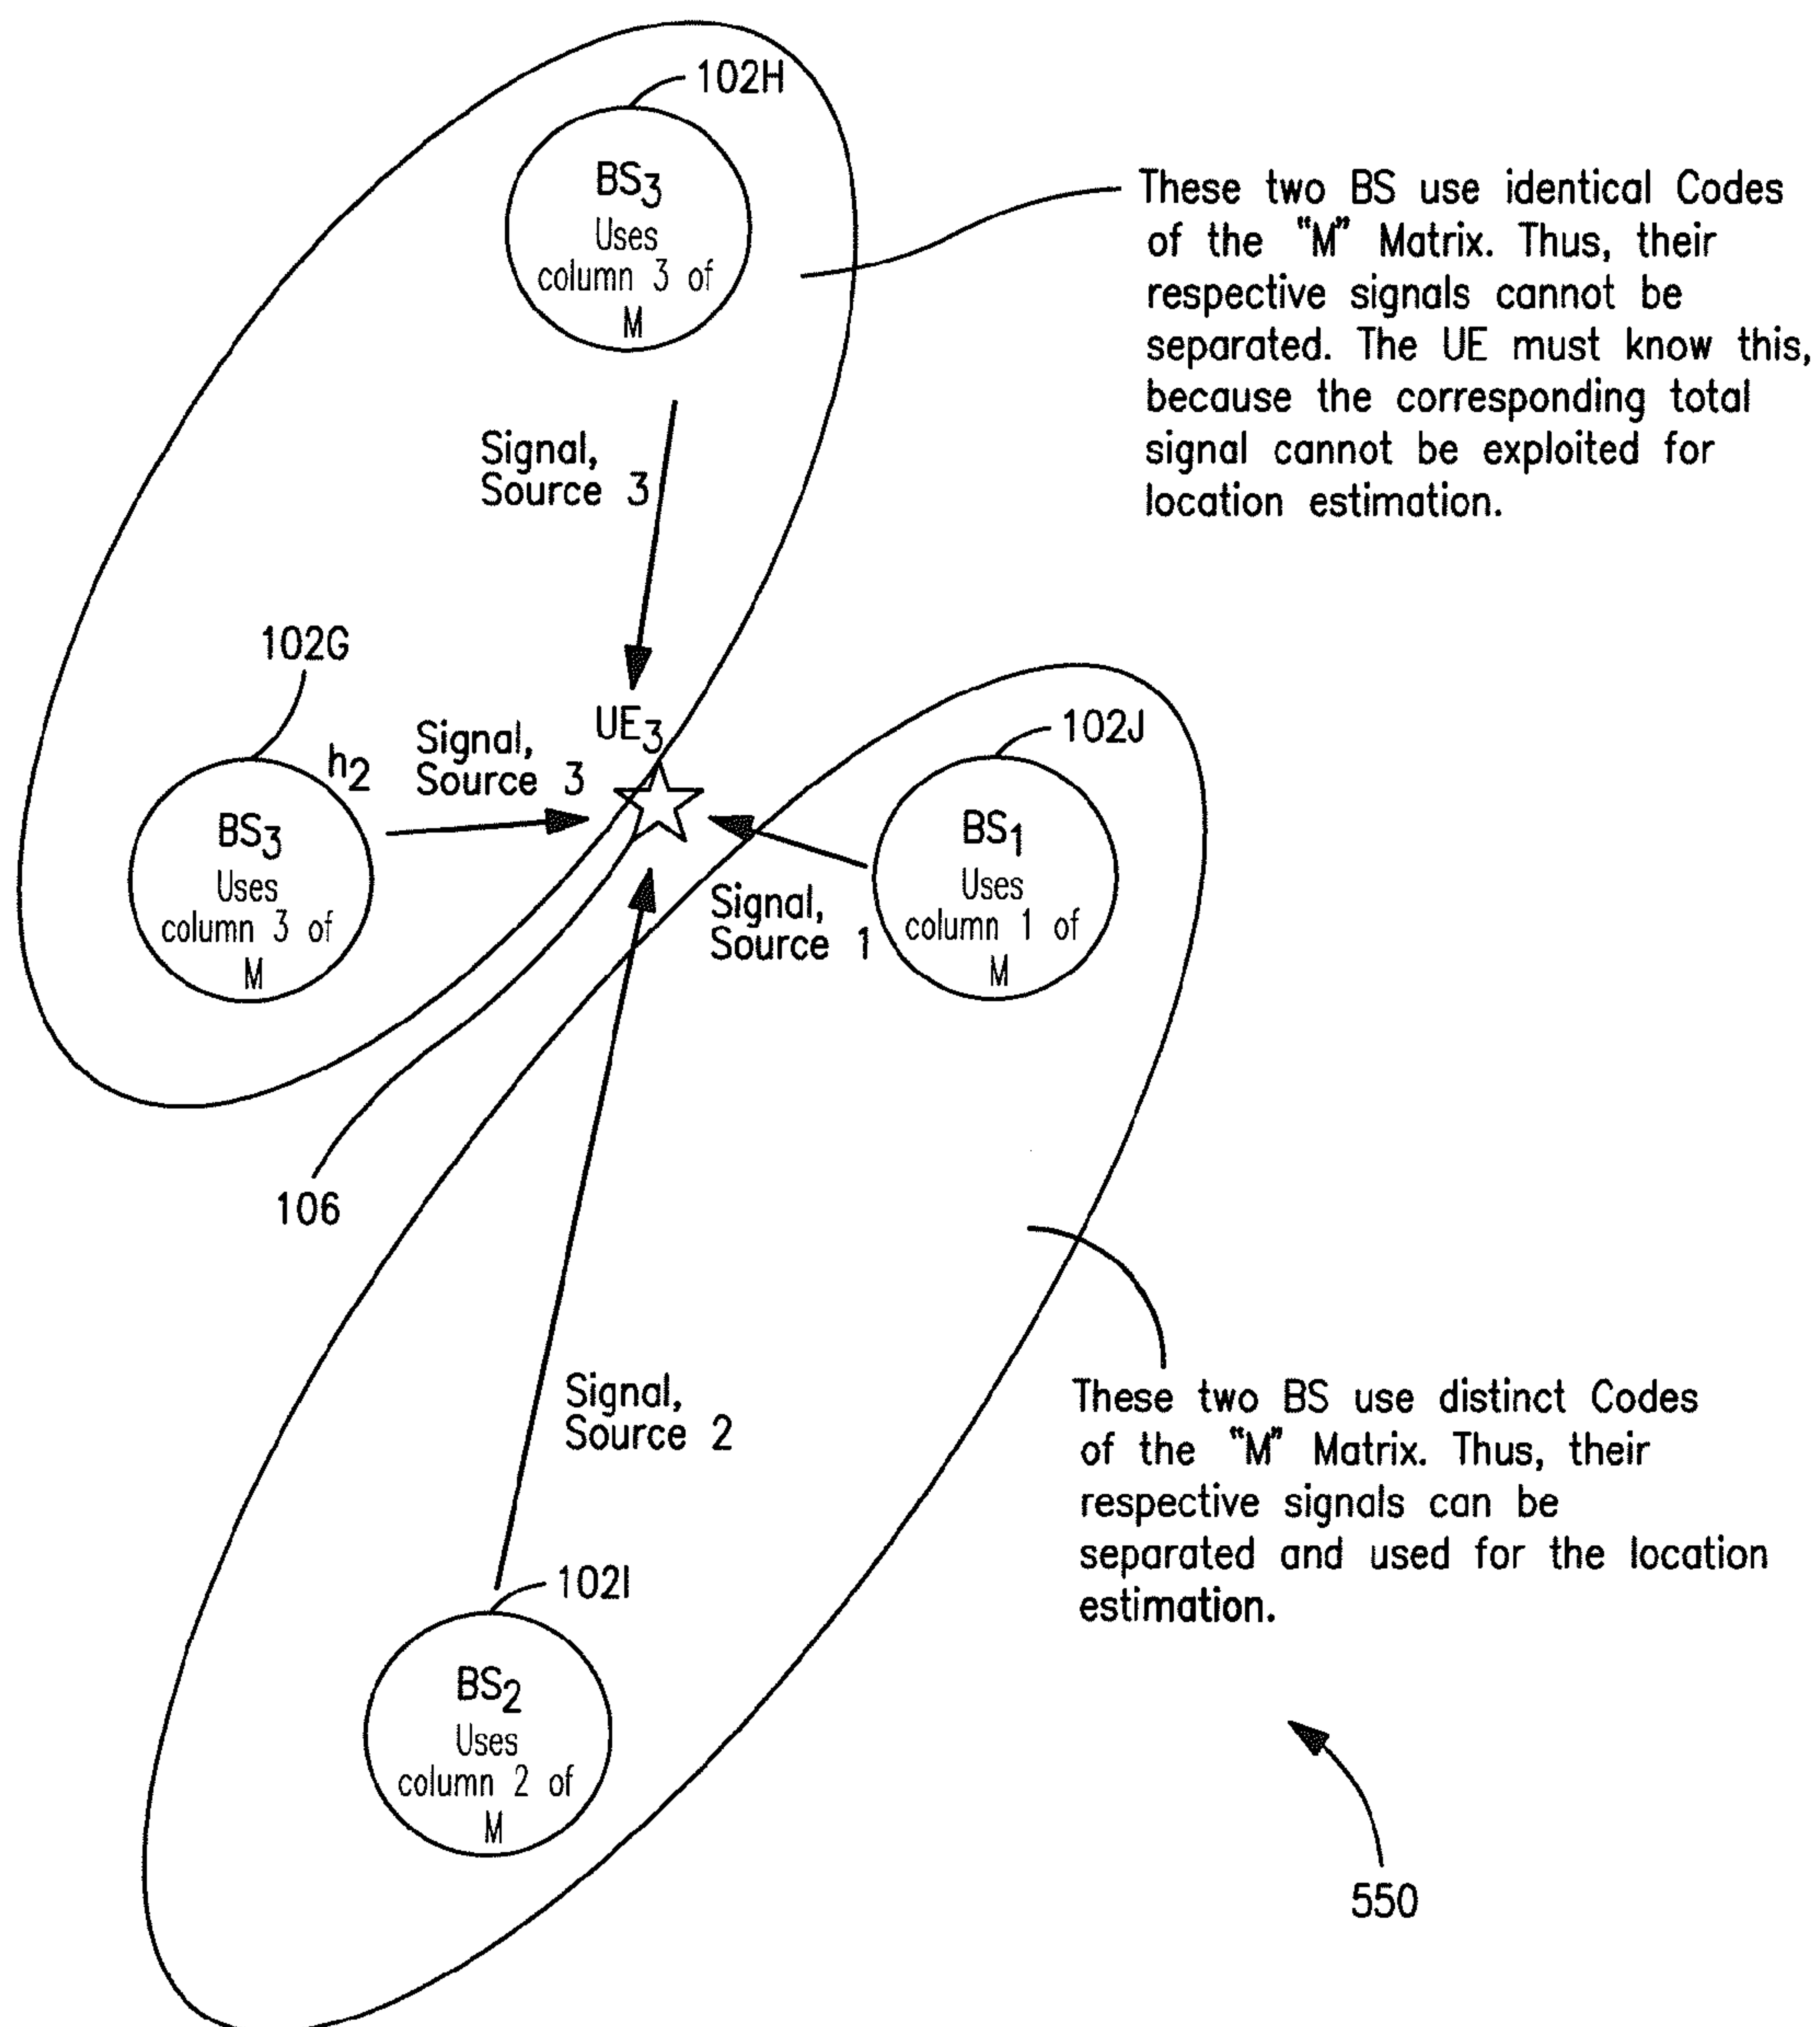 102H
BS3
Uses
column 3 of
M
These two BS use identical Codes
of the "M" Matrix. Thus, their
respective signals cannot be
separated. The UE must know this,
because the corresponding total
signal cannot be exploited for
location estimation.
Signal,
Source 3
102G
h2
Signal,
Source 3
UE3
102J
BS3
Uses
column 3 of
M
BS1
Uses
column 1 of
M
Signal,
Source 1
106
Signal,
Source 2
These two BS use distinct Codes
of the "M" Matrix. Thus, their
respective signals can be
separated and used for the location
estimation.
102I
BS2
Uses
column 2 of
M
550